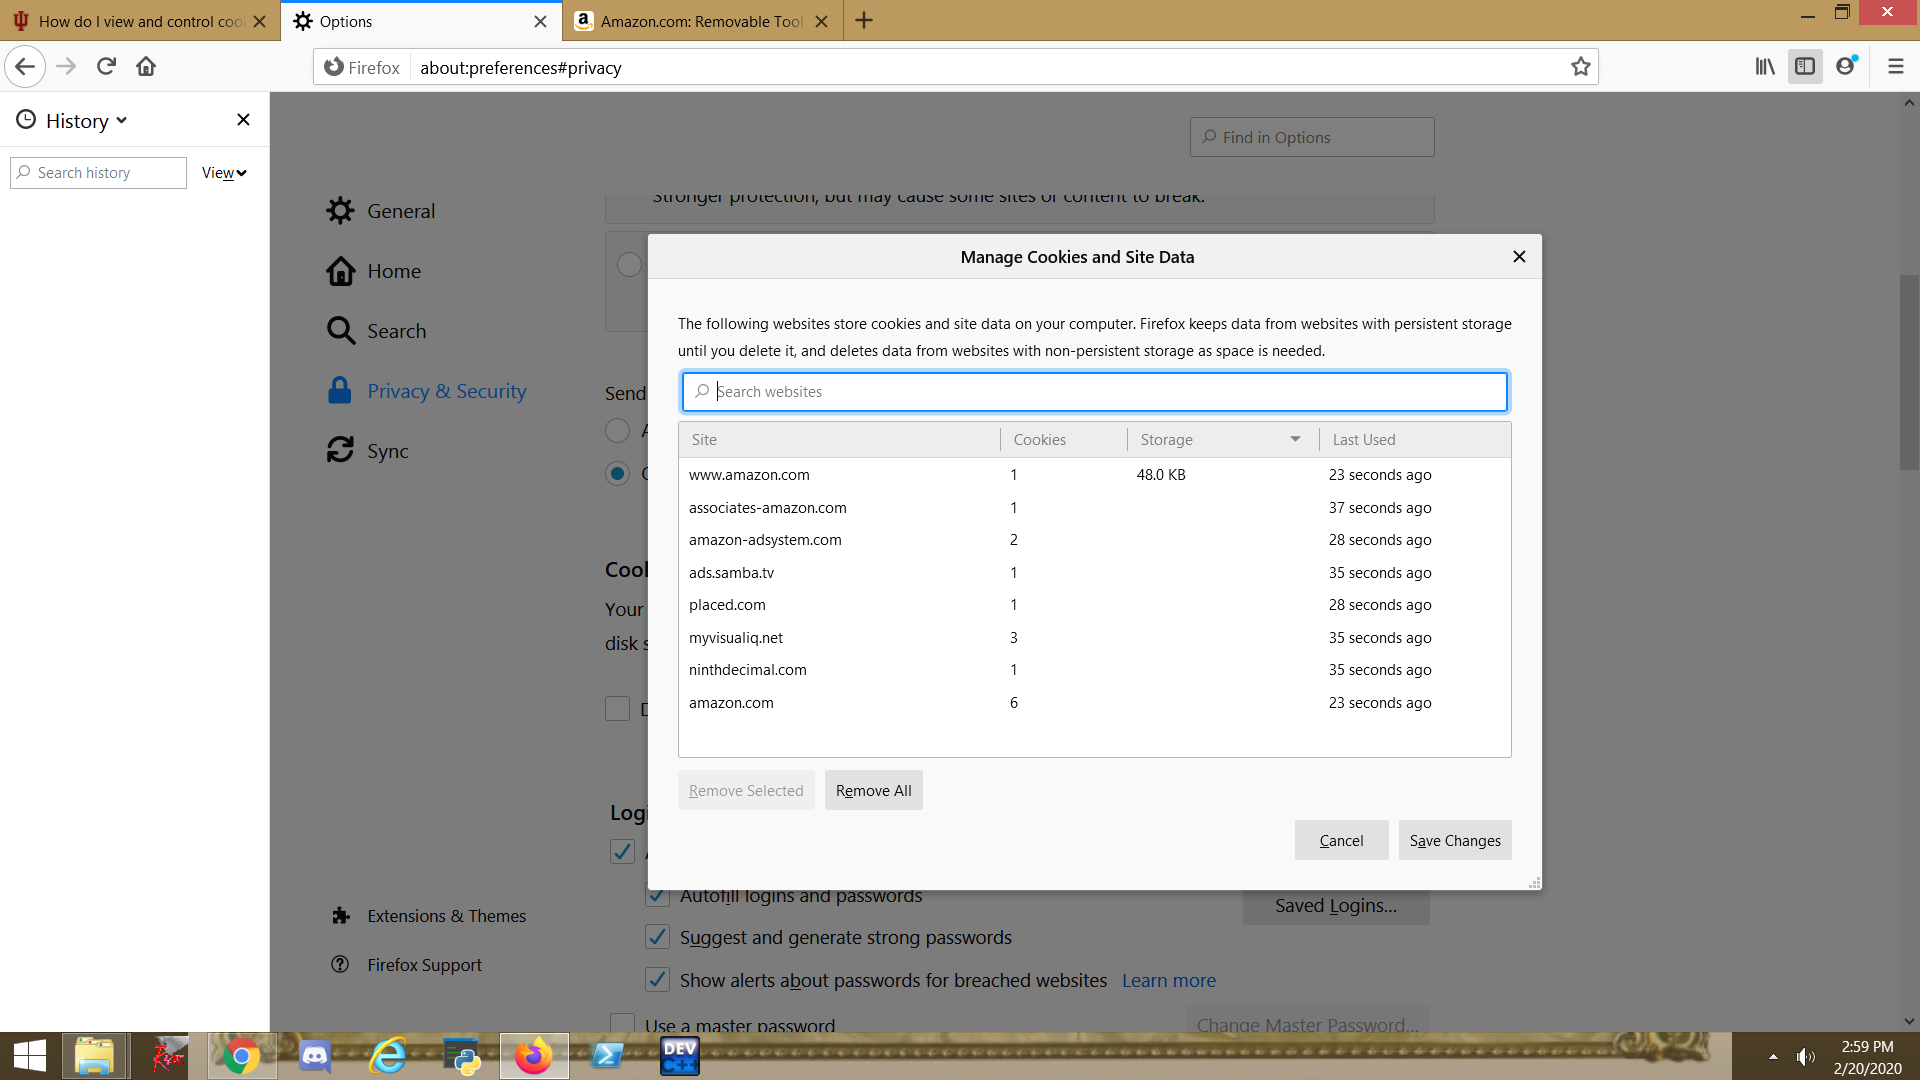 How do I view and control coo
Options
Amazon.com: Removable Tool
Firefox
about:preferences#privacy
History
Search history
View
Find in Options
General
Home
Search
Privacy & Security
Sync
Extensions & Themes
Firefox Support
Stronger protection, but may cause some sites or content to break.
Send
Cool
Your
disk s
Logi
Manage Cookies and Site Data
The following websites store cookies and site data on your computer. Firefox keeps data from websites with persistent storage
until you delete it, and deletes data from websites with non-persistent storage as space is needed.
Search websites
Site Cookies Storage Last Used
www.amazon.com 1 48.0 KB 23 seconds ago
associates-amazon.com 1 37 seconds ago
amazon-adsystem.com 2 28 seconds ago
ads.samba.tv 1 35 seconds ago
placed.com 1 28 seconds ago
myvisualiq.net 3 35 seconds ago
ninthdecimal.com 1 35 seconds ago
amazon.com 6 23 seconds ago
Remove Selected Remove All
Cancel Save Changes
Autofill logins and passwords
Saved Logins...
Suggest and generate strong passwords
Show alerts about passwords for breached websites Learn more
Use a master password
Change Master Password...
DEV
C++
2:59 PM
2/20/2020